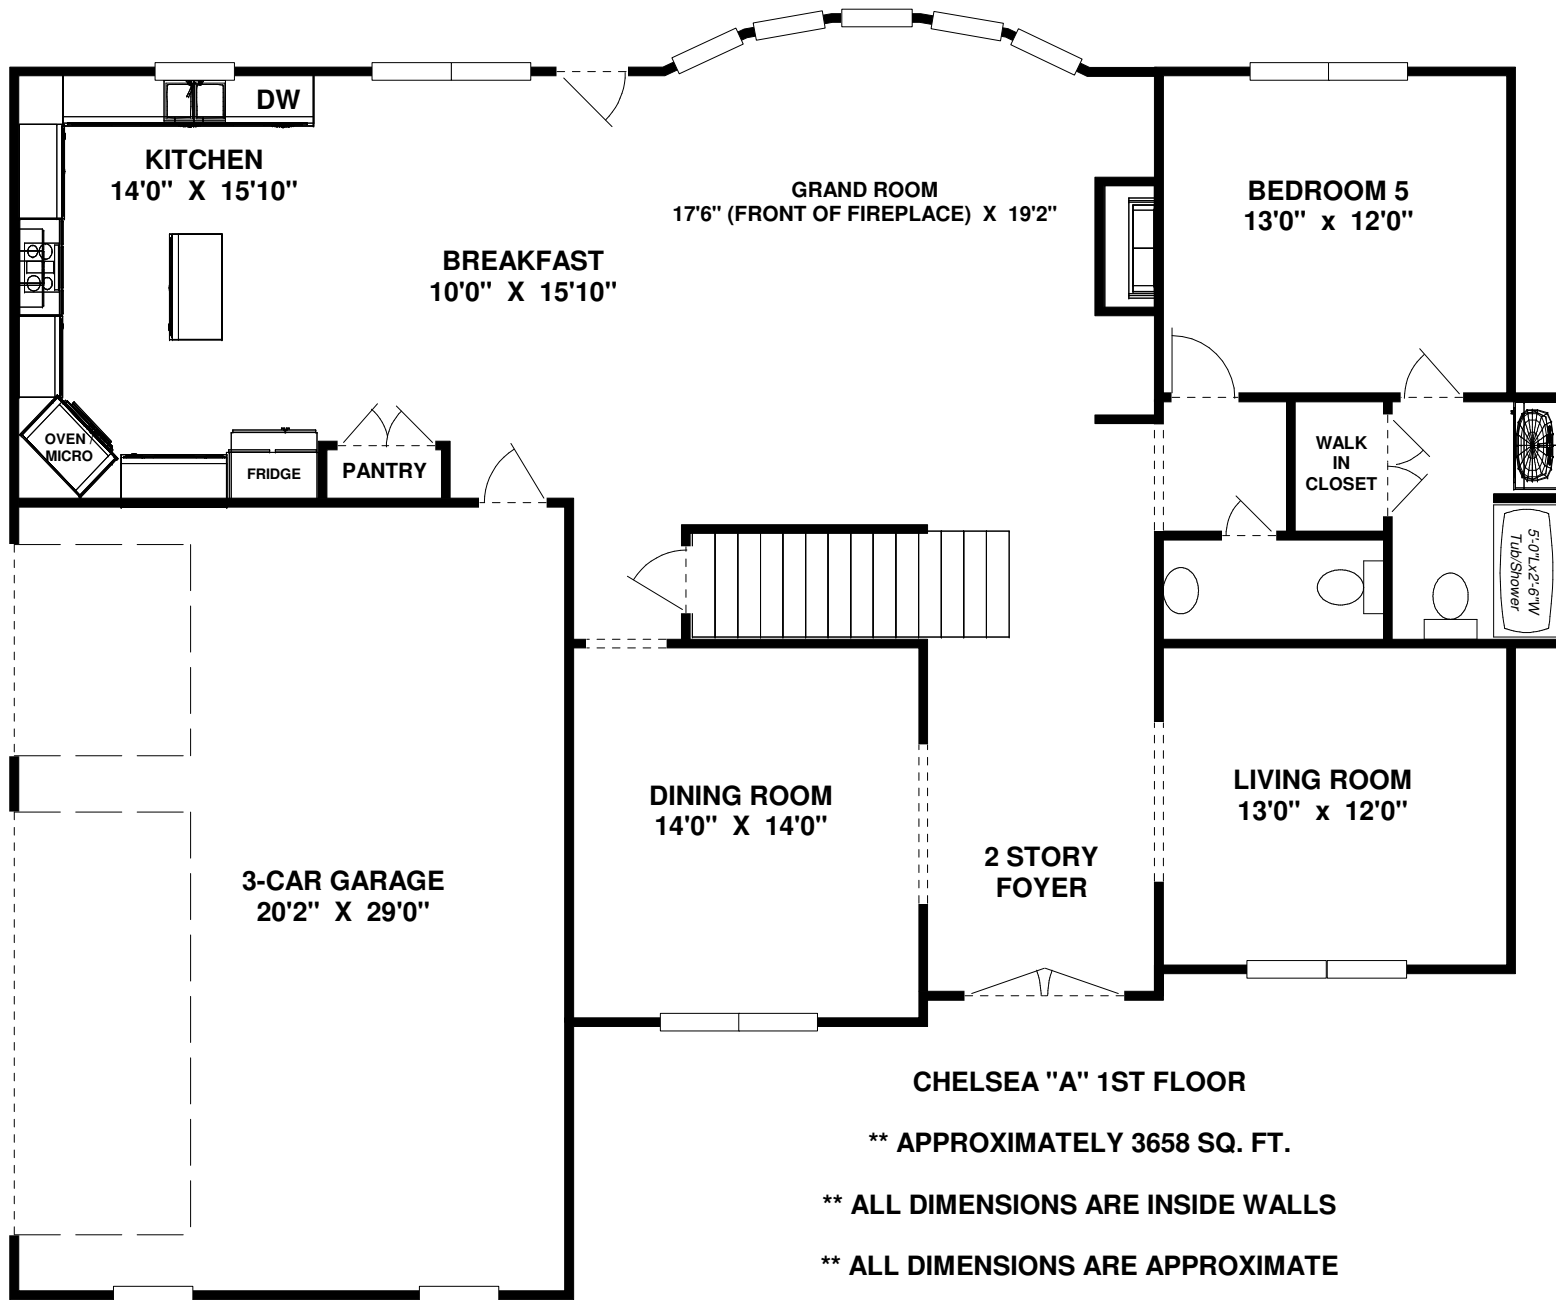 DW
KITCHEN
14'0" X 15'10"
GRAND ROOM
17'6" (FRONT OF FIREPLACE) X 19'2"
BEDROOM 5
13'0" x 12'0"
BREAKFAST
10'0" X 15'10"
OVEN /
MICRO
FRIDGE
PANTRY
WALK
IN
CLOSET
5'-0"Lx2'-6"W
Tub/Shower
DINING ROOM
14'0" X 14'0"
LIVING ROOM
13'0" x 12'0"
2 STORY
FOYER
3-CAR GARAGE
20'2" X 29'0"
CHELSEA "A" 1ST FLOOR
** APPROXIMATELY 3658 SQ. FT.
** ALL DIMENSIONS ARE INSIDE WALLS
** ALL DIMENSIONS ARE APPROXIMATE